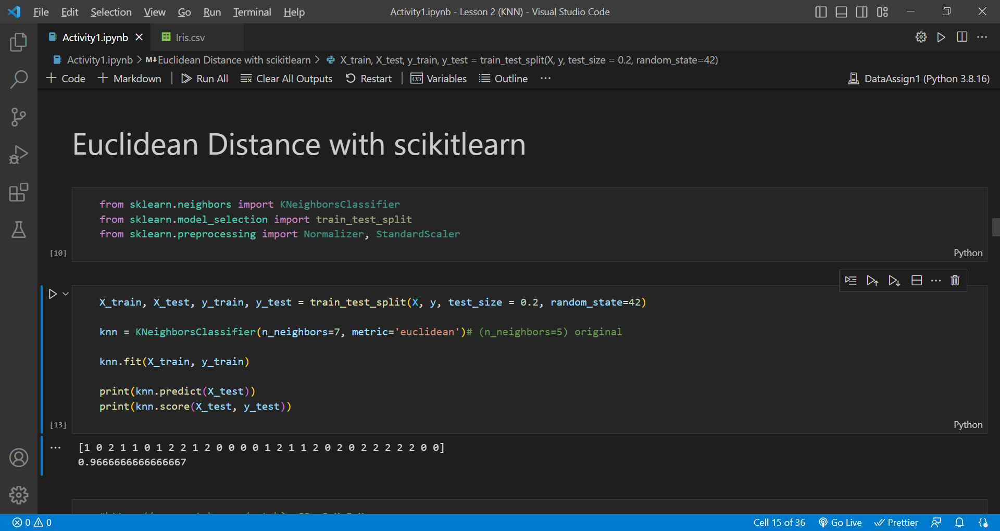 File Edit Selection View Go Run Terminal Help Activity1.ipynb - Lesson 2 (KNN) - Visual Studio Code
Activity1.ipynb Iris.csv
Activity1.ipynb > M↓Euclidean Distance with scikitlearn > X_train, X_test, y_train, y_test = train_test_split(X, y, test_size = 0.2, random_state=42)
+ Code + Markdown Run All Clear All Outputs Restart Variables Outline ... DataAssign1 (Python 3.8.16)
Euclidean Distance with scikitlearn
from sklearn.neighbors import KNeighborsClassifier
from sklearn.model_selection import train_test_split
from sklearn.preprocessing import Normalizer, StandardScaler
[10] Python
X_train, X_test, y_train, y_test = train_test_split(X, y, test_size = 0.2, random_state=42)
knn = KNeighborsClassifier(n_neighbors=7, metric='euclidean')# (n_neighbors=5) original
knn.fit(X_train, y_train)
print(knn.predict(X_test))
print(knn.score(X_test, y_test))
[13] Python
[1 0 2 1 1 0 1 2 2 1 2 0 0 0 0 1 2 1 1 2 0 2 0 2 2 2 2 2 0 0]
0.9666666666666667
0 0 Cell 15 of 36 Go Live Prettier